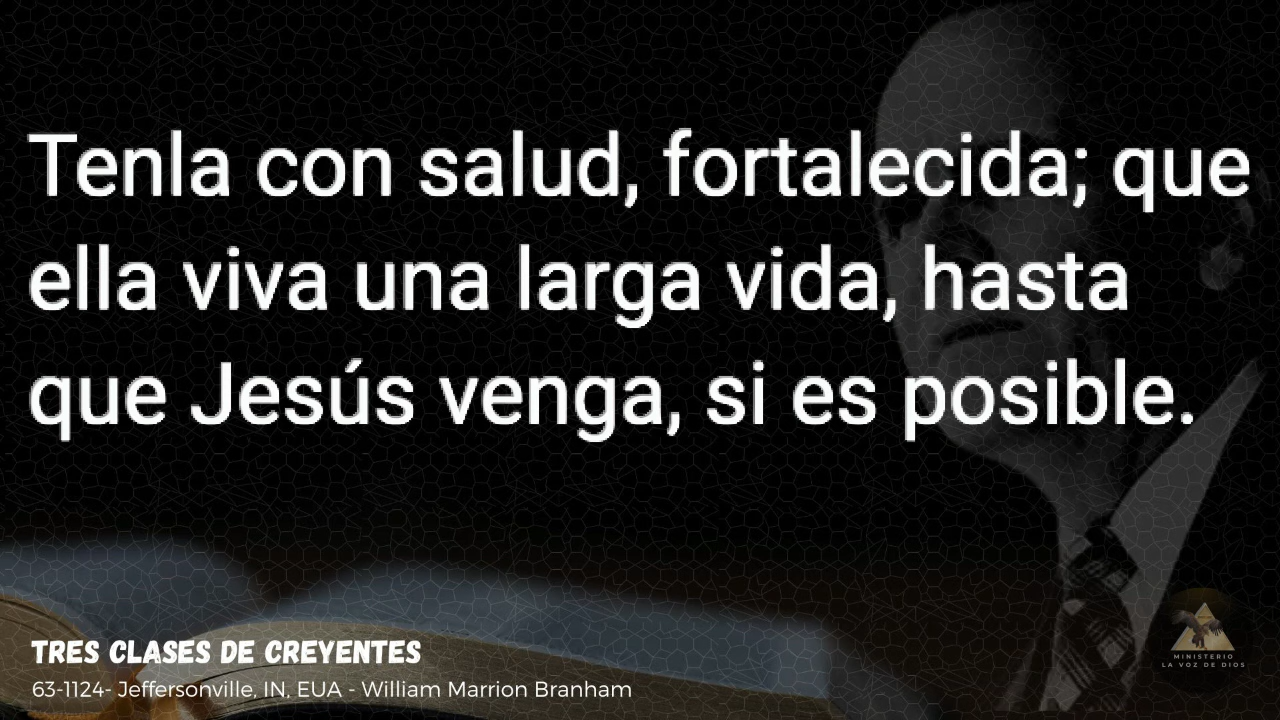 Tenla con salud, fortalecida; que
ella viva una larga vida, hasta
que Jesús venga, si es posible.
TRES CLASES DE CREYENTES
63-1124- Jeffersonville, IN, EUA - William Marrion Branham
MINISTERIO
LA VOZ DE DIOS